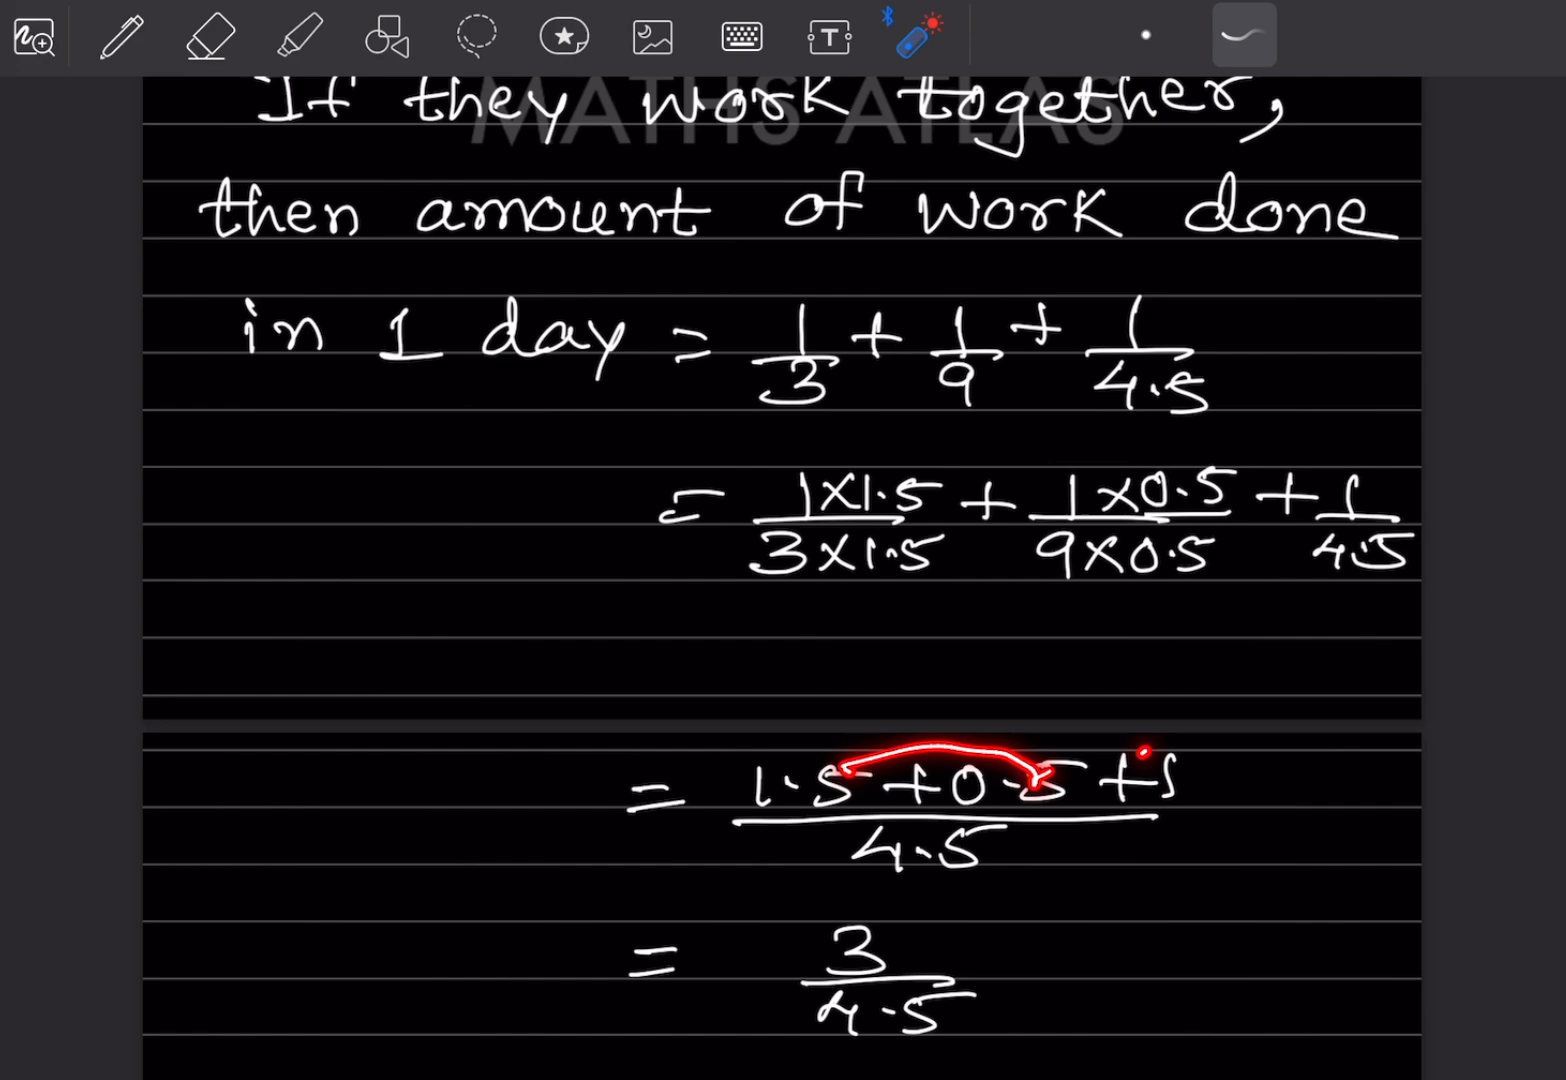 MATHS ATLAS
If they work together,
then amount of work done
in 1 day = 1/3 + 1/9 + 1/4.5
= 1×1.5/3×1.5 + 1×0.5/9×0.5 + 1/4.5
= 1.5+0.5+1/4.5
= 3/4.5